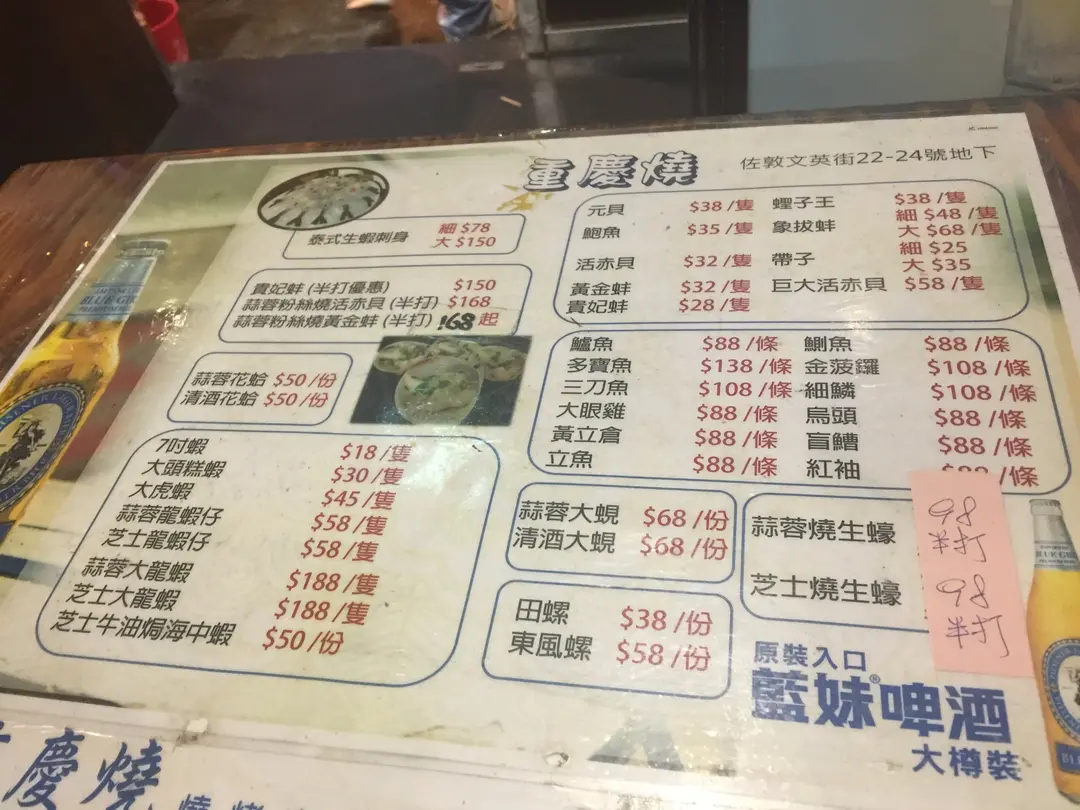 重慶燒
佐敦文英街22-24號地下
泰式生蝦刺身 細 $78
大 $150
貴妃蚌 (半打優惠) $150
蒜蓉粉絲燒活赤貝 (半打) $168
蒜蓉粉絲燒黃金蚌 (半打) 168 起
蒜蓉花蛤 $50 /份
清酒花蛤 $50 /份
7吋蝦 $18 /隻
大頭糕蝦 $30 /隻
大虎蝦 $45 /隻
蒜蓉龍蝦仔 $58 /隻
芝士龍蝦仔 $58 /隻
蒜蓉大龍蝦 $188 /隻
芝士大龍蝦 $188 /隻
芝士牛油焗海中蝦 $50 /份
元貝 $38 /隻
鮑魚 $35 /隻
活赤貝 $32 /隻
黃金蚌 $32 /隻
貴妃蚌 $28 /隻
蟶子王 $38 /隻
象拔蚌 細 $48 /隻
大 $68 /隻
帶子 細 $25
大 $35
巨大活赤貝 $58 /隻
鱸魚 $88 /條
多寶魚 $138 /條
三刀魚 $108 /條
大眼雞 $88 /條
黃立倉 $88 /條
立魚 $88 /條
鰂魚 $88 /條
金菠鑼 $108 /條
細鱗 $108 /條
烏頭 $88 /條
盲鰽 $88 /條
紅袖 /條
蒜蓉大蜆 $68 /份
清酒大蜆 $68 /份
田螺 $38 /份
東風螺 $58 /份
蒜蓉燒生蠔 98 半打
芝士燒生蠔 98 半打
原裝入口
藍妹®啤酒
大樽裝
BLUE GIRL
慶燒